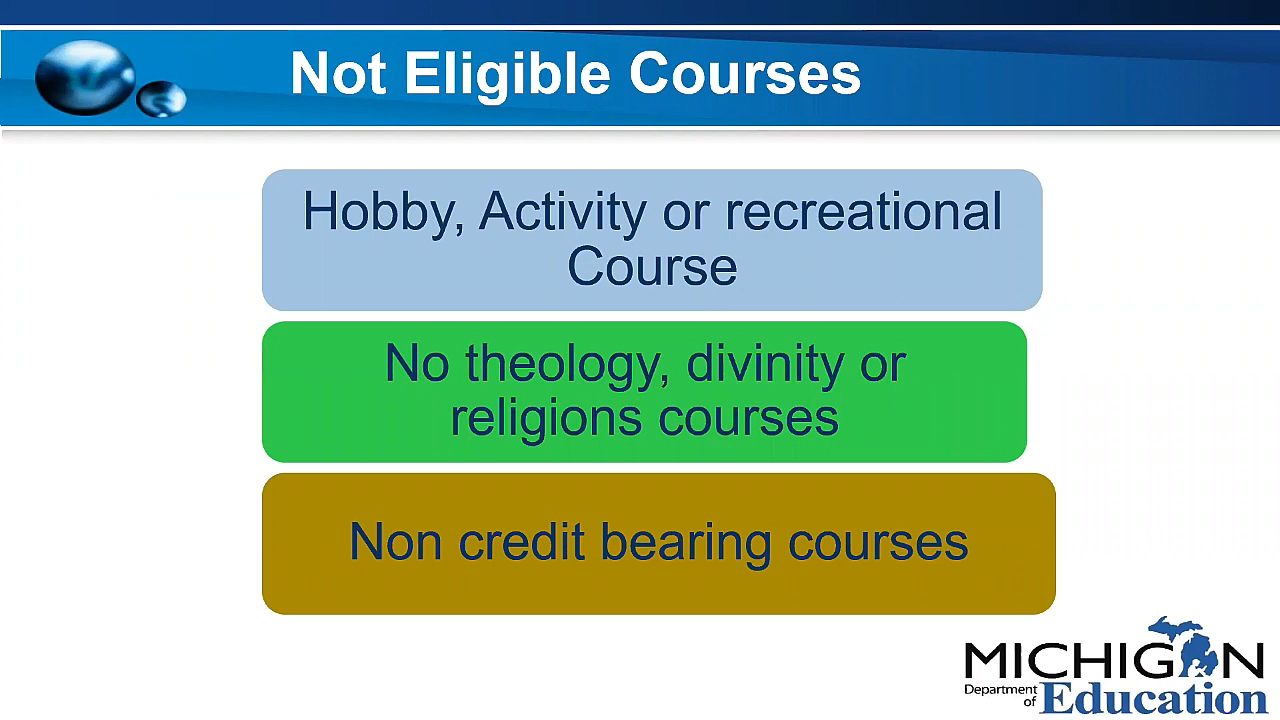 Not Eligible Courses
Hobby, Activity or recreational
Course
No theology, divinity or
religions courses
Non credit bearing courses
MICHIGAN
Department
of Education